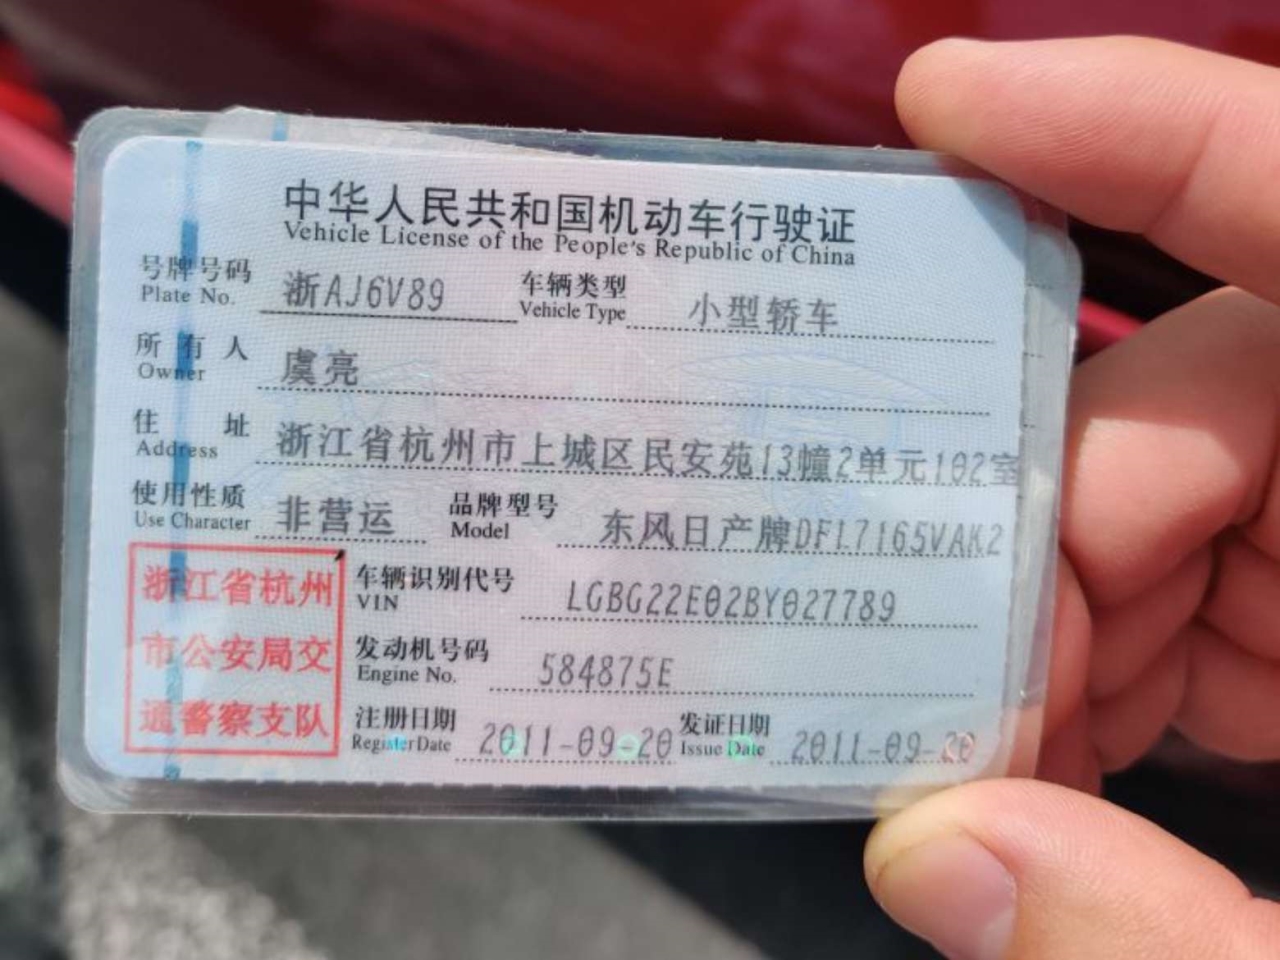 中华人民共和国机动车行驶证
Vehicle License of the People's Republic of China
号牌号码 浙AJ6V89 车辆类型 小型轿车
Plate No. Vehicle Type
所有人 虞亮
Owner
住址 浙江省杭州市上城区民安苑13幢2单元102室
Address
使用性质 非营运 品牌型号 东风日产牌DFL7165VAK2
Use Character Model
浙江省杭州
市公安局交
通警察支队
车辆识别代号 LGBG22E02BY027789
VIN
发动机号码 584875E
Engine No.
注册日期 2011-09-20 发证日期 2011-09-20
Register Date Issue Date